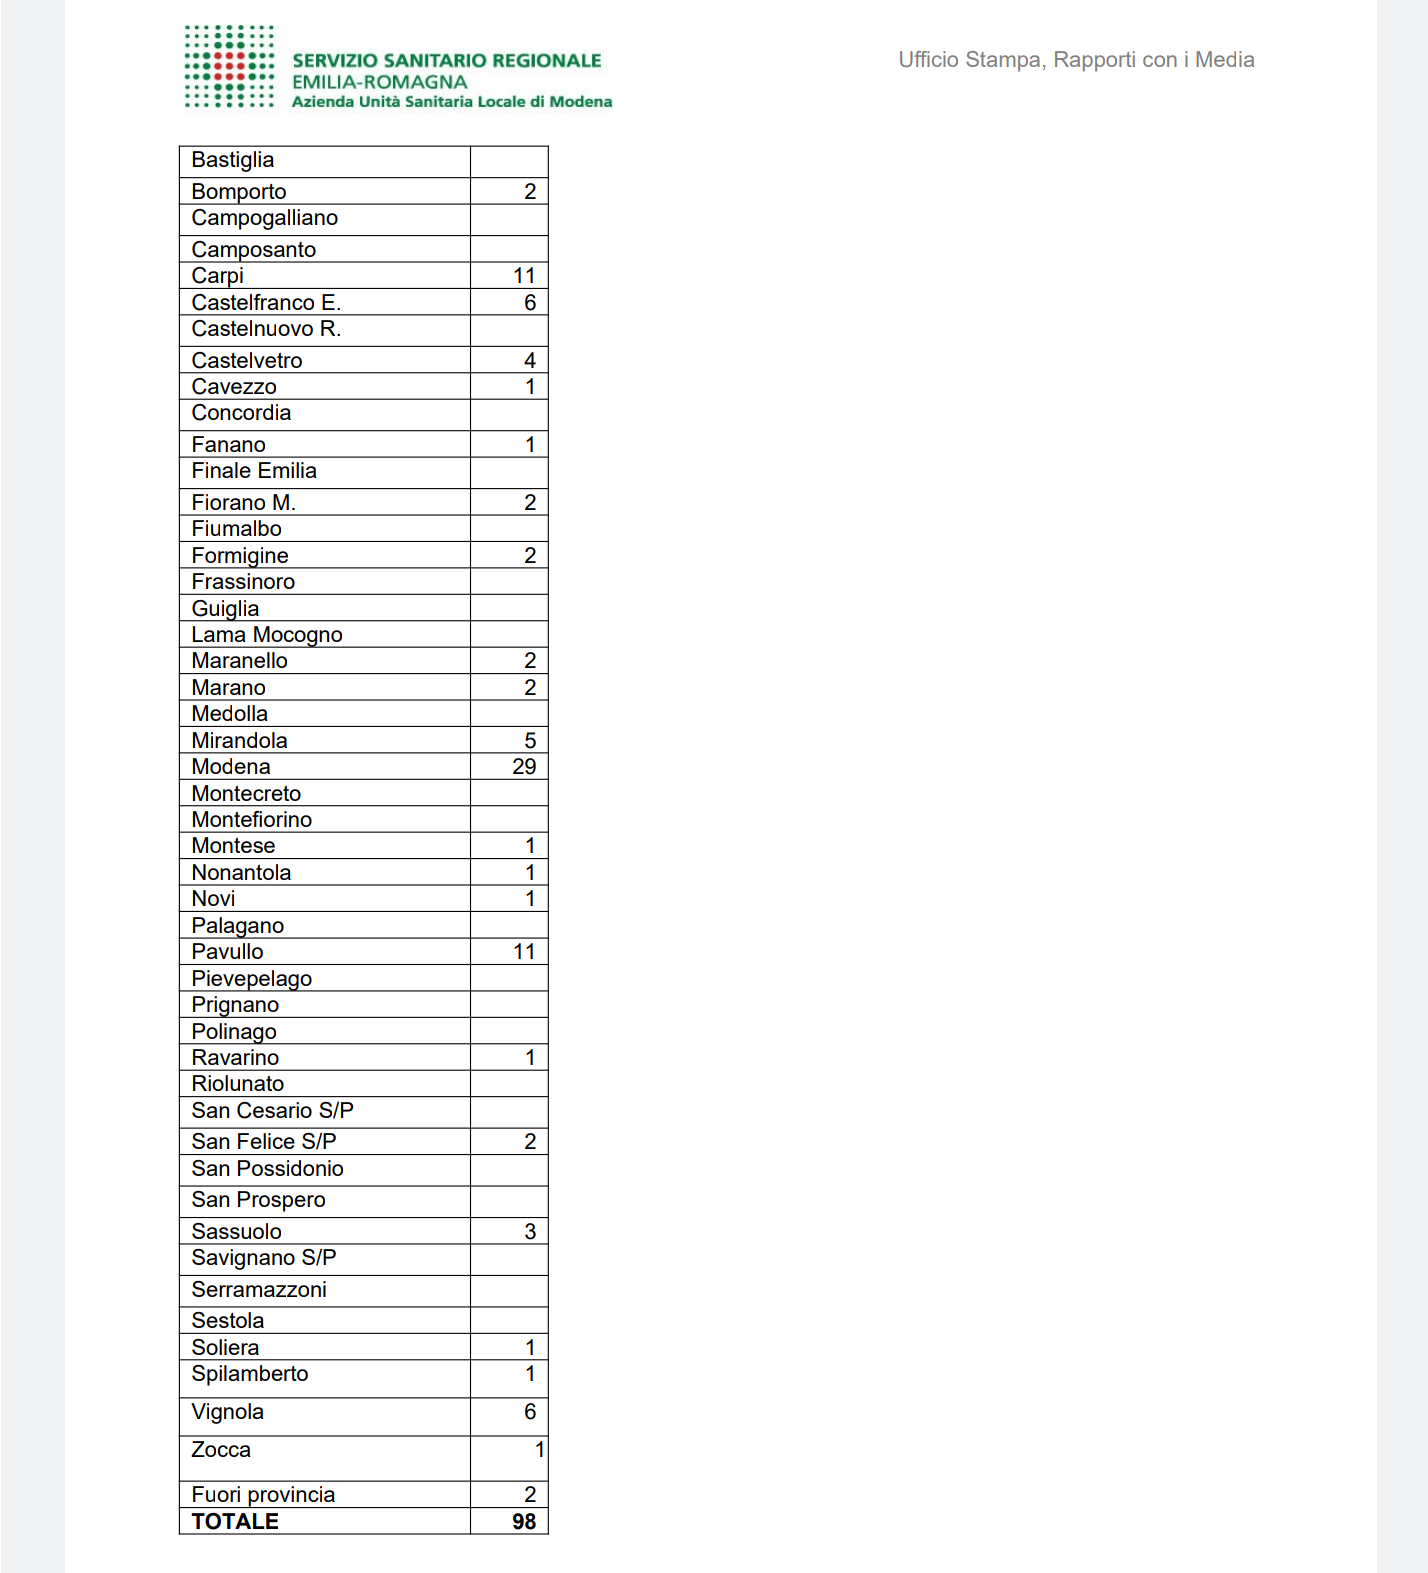 SERVIZIO SANITARIO REGIONALE
EMILIA-ROMAGNA
Azienda Unità Sanitaria Locale di Modena
Ufficio Stampa, Rapporti con i Media
Bastiglia
Bomporto 2
Campogalliano
Camposanto
Carpi 11
Castelfranco E. 6
Castelnuovo R.
Castelvetro 4
Cavezzo 1
Concordia
Fanano 1
Finale Emilia
Fiorano M. 2
Fiumalbo
Formigine 2
Frassinoro
Guiglia
Lama Mocogno
Maranello 2
Marano 2
Medolla
Mirandola 5
Modena 29
Montecreto
Montefiorino
Montese 1
Nonantola 1
Novi 1
Palagano
Pavullo 11
Pievepelago
Prignano
Polinago
Ravarino 1
Riolunato
San Cesario S/P
San Felice S/P 2
San Possidonio
San Prospero
Sassuolo 3
Savignano S/P
Serramazzoni
Sestola
Soliera 1
Spilamberto 1
Vignola 6
Zocca 1
Fuori provincia 2
TOTALE 98